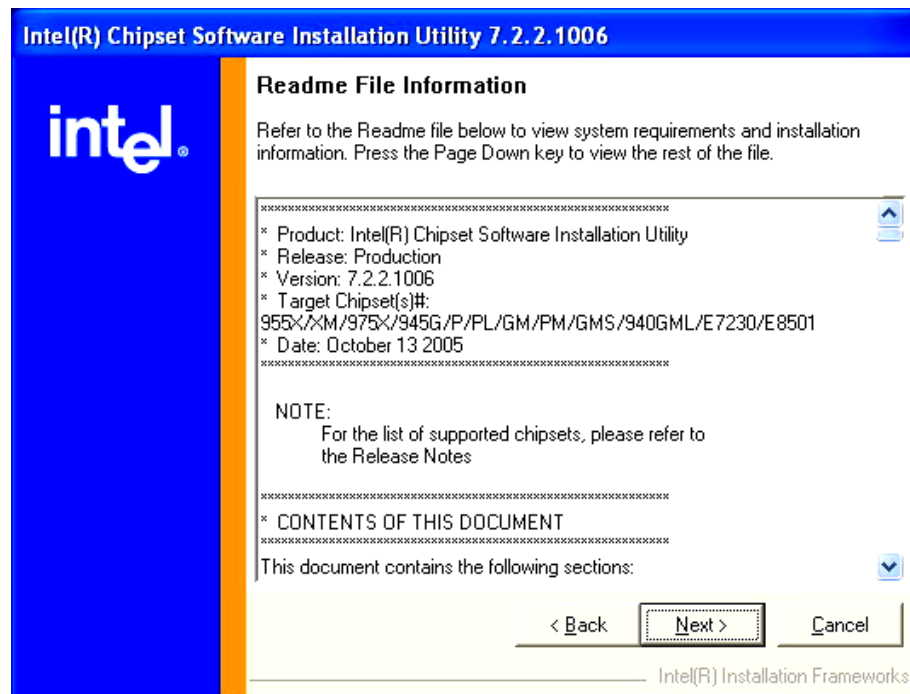 Intel(R) Chipset Software Installation Utility 7.2.2.1006
intel.
Readme File Information
Refer to the Readme file below to view system requirements and installation
information. Press the Page Down key to view the rest of the file.
************************************************************
* Product: Intel(R) Chipset Software Installation Utility
* Release: Production
* Version: 7.2.2.1006
* Target Chipset(s)#:
955X/XM/975X/945G/P/PL/GM/PM/GMS/940GML/E7230/E8501
* Date: October 13 2005
************************************************************
NOTE:
For the list of supported chipsets, please refer to
the Release Notes
************************************************************
* CONTENTS OF THIS DOCUMENT
************************************************************
This document contains the following sections:
< Back
Next >
Cancel
Intel(R) Installation Frameworks